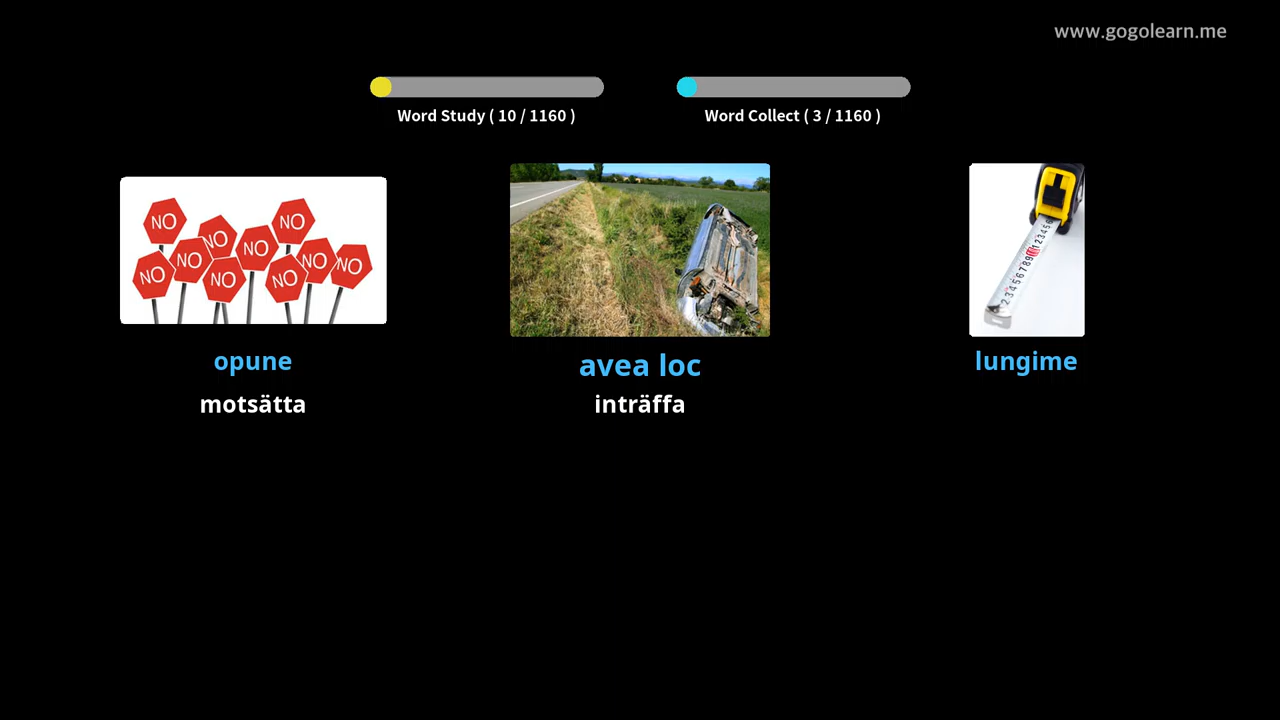 www.gogolearn.me
Word Study ( 10 / 1160 )
Word Collect ( 3 / 1160 )
NO
NO
NO
NO
NO
NO
NO
NO
NO
NO
opune
motsätta
avea loc
inträffa
lungime